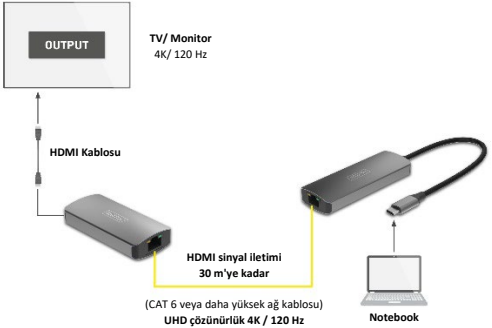 OUTPUT
TV/ Monitor
4K/ 120 Hz
HDMI Kablosu
HDMI sinyal iletimi
30 m'ye kadar
(CAT 6 veya daha yüksek ağ kablosu)
UHD çözünürlük 4K / 120 Hz
Notebook